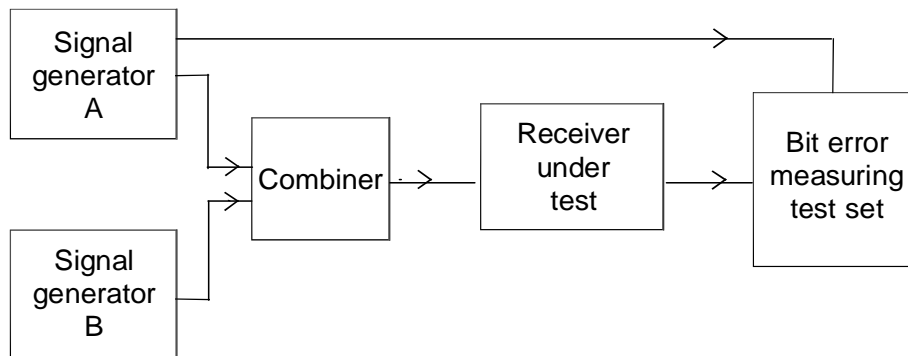 Signal
generator
A
Combiner
Receiver
under
test
Bit error
measuring
test set
Signal
generator
B